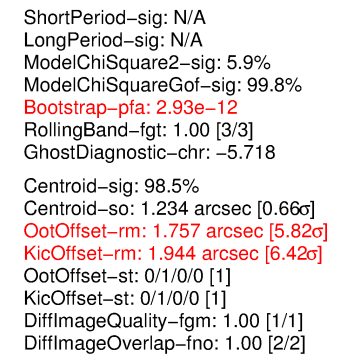 ShortPeriod−sig: N/A
LongPeriod−sig: N/A
ModelChiSquare2−sig: 5.9%
ModelChiSquareGof−sig: 99.8%
Bootstrap−pfa: 2.93e−12
RollingBand−fgt: 1.00 [3/3]
GhostDiagnostic−chr: −5.718
Centroid−sig: 98.5%
Centroid−so: 1.234 arcsec [0.66σ]
OotOffset−rm: 1.757 arcsec [5.82σ]
KicOffset−rm: 1.944 arcsec [6.42σ]
OotOffset−st: 0/1/0/0 [1]
KicOffset−st: 0/1/0/0 [1]
DiffImageQuality−fgm: 1.00 [1/1]
DiffImageOverlap−fno: 1.00 [2/2]